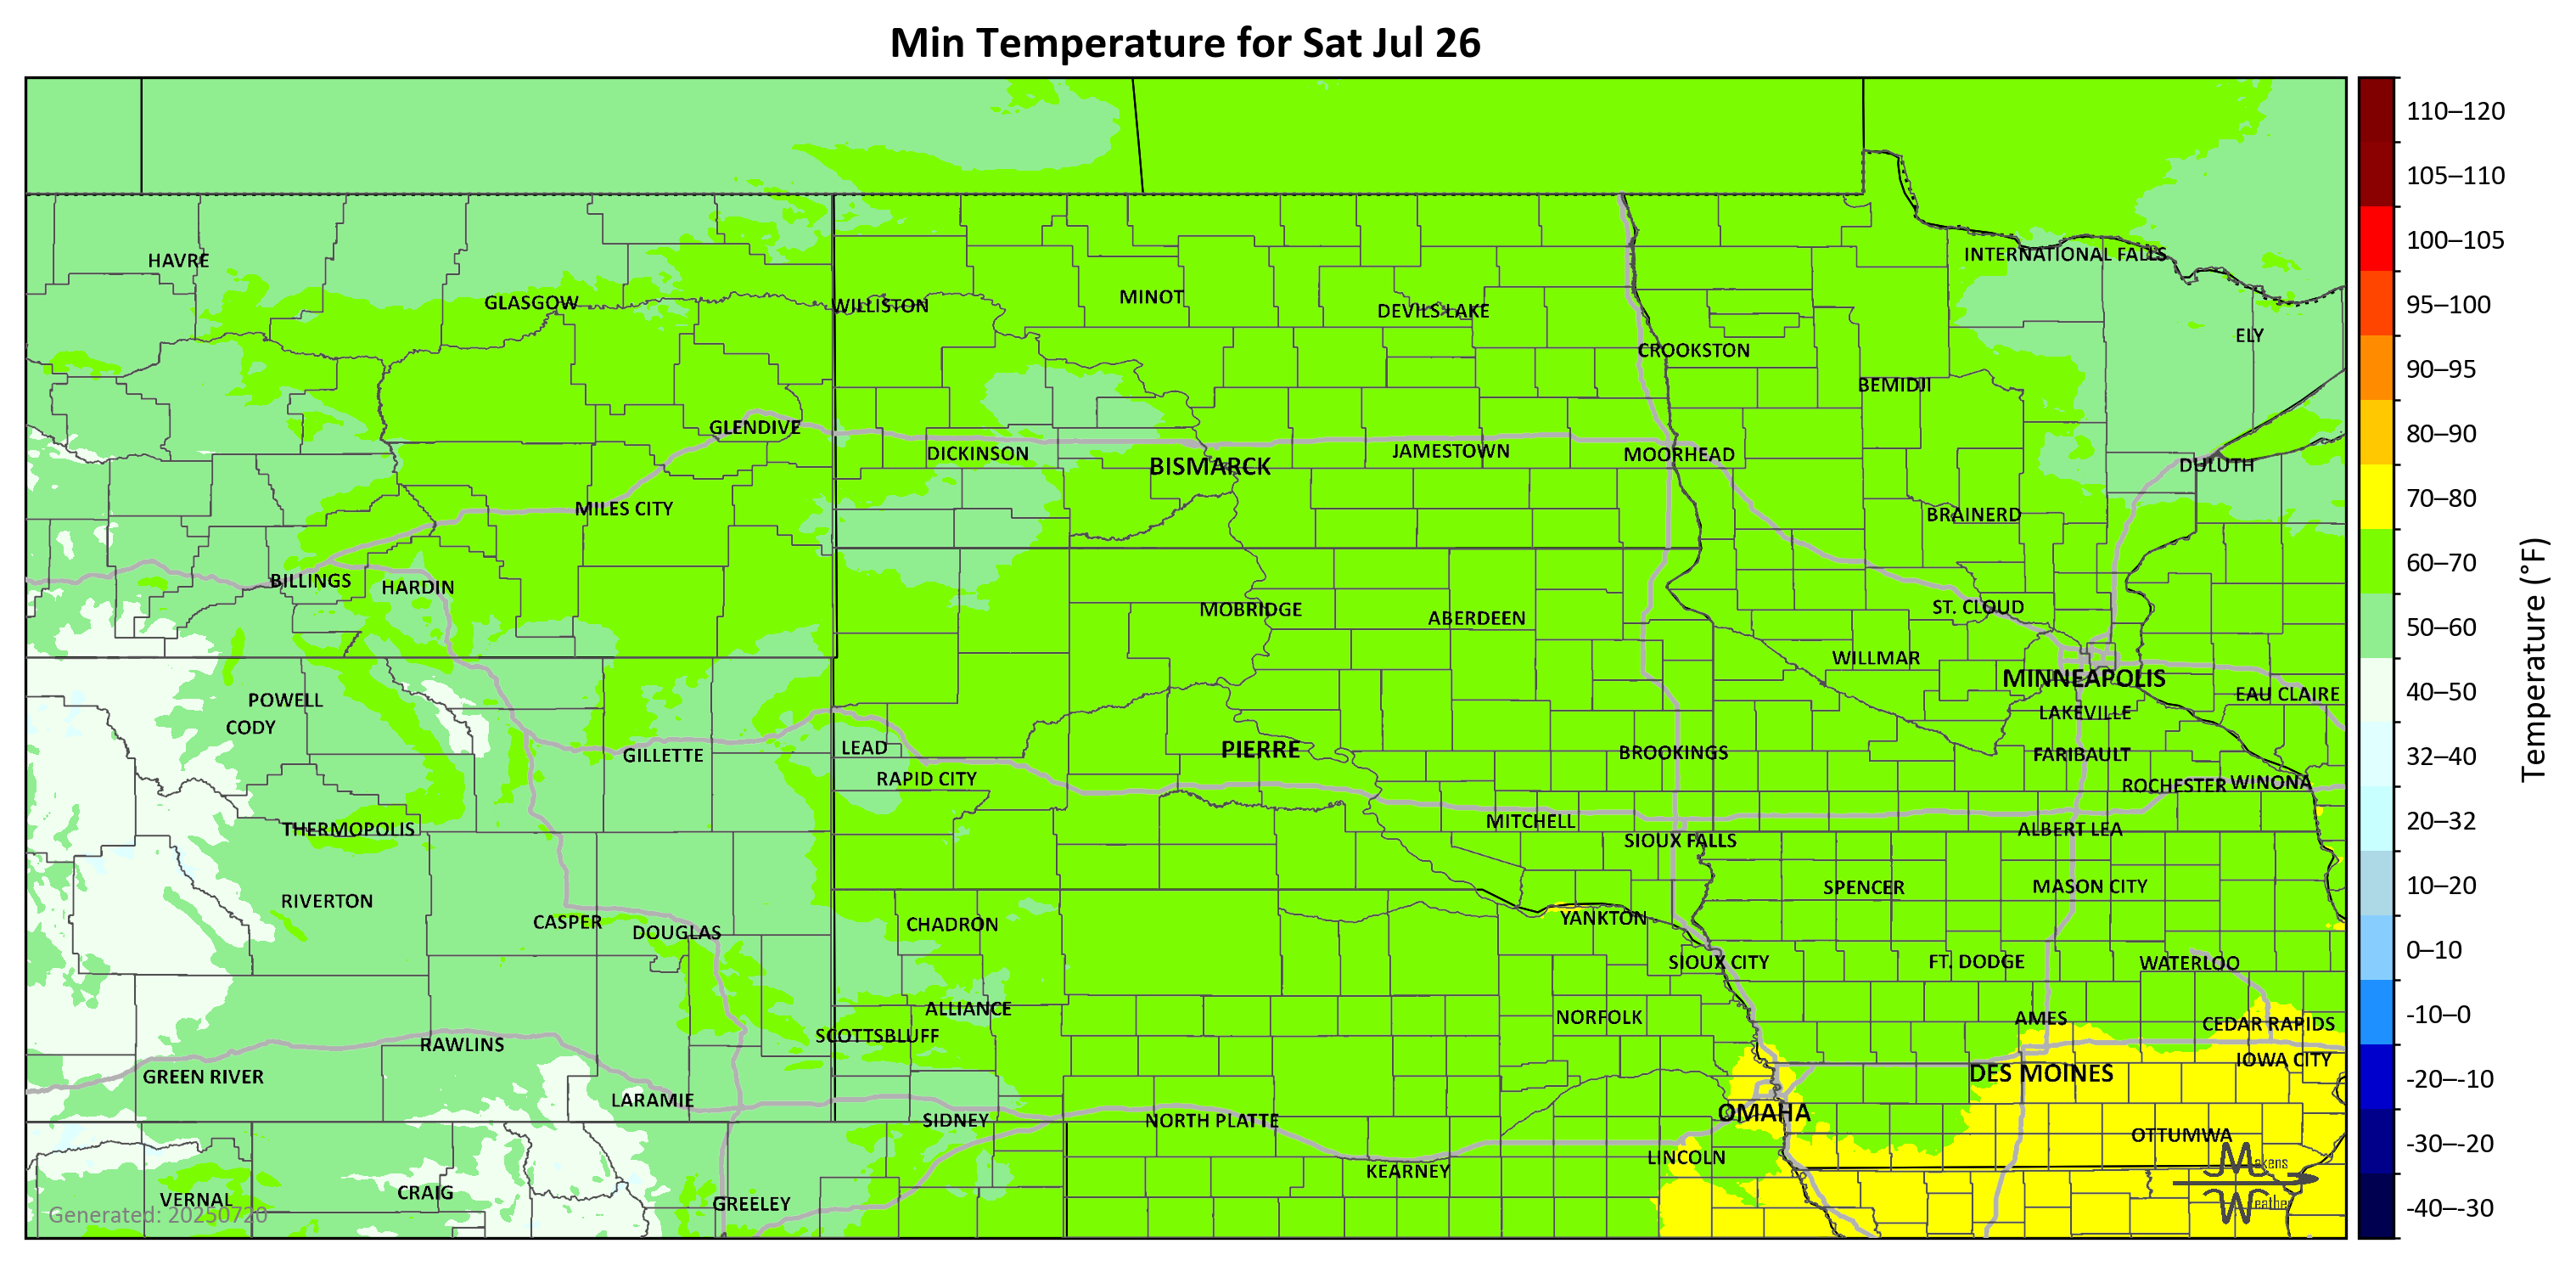 Min Temperature for Sat Jul 26
HAVRE
GLASGOW
WILLISTON
MINOT
DEVILS LAKE
INTERNATIONAL FALLS
ELY
CROOKSTON
BEMIDJI
GLENDIVE
DICKINSON
BISMARCK
JAMESTOWN
MOORHEAD
DULUTH
MILES CITY
BRAINERD
BILLINGS
HARDIN
MOBRIDGE
ABERDEEN
ST. CLOUD
WILLMAR
MINNEAPOLIS
EAU CLAIRE
POWELL
CODY
LAKEVILLE
GILLETTE
LEAD
PIERRE
BROOKINGS
FARIBAULT
RAPID CITY
ROCHESTER
WINONA
THERMOPOLIS
MITCHELL
SIOUX FALLS
ALBERT LEA
SPENCER
MASON CITY
RIVERTON
CASPER
DOUGLAS
CHADRON
YANKTON
SIOUX CITY
FT. DODGE
WATERLOO
ALLIANCE
NORFOLK
AMES
CEDAR RAPIDS
SCOTTSBLUFF
RAWLINS
IOWA CITY
GREEN RIVER
DES MOINES
LARAMIE
SIDNEY
NORTH PLATTE
OMAHA
OTTUMWA
LINCOLN
KEARNEY
VERNAL
CRAIG
GREELEY
Generated: 20250720
Makens
Weather
110–120
105–110
100–105
95–100
90–95
80–90
70–80
60–70
50–60
40–50
32–40
20–32
10–20
0–10
-10–0
-20–-10
-30–-20
-40–-30
Temperature (°F)